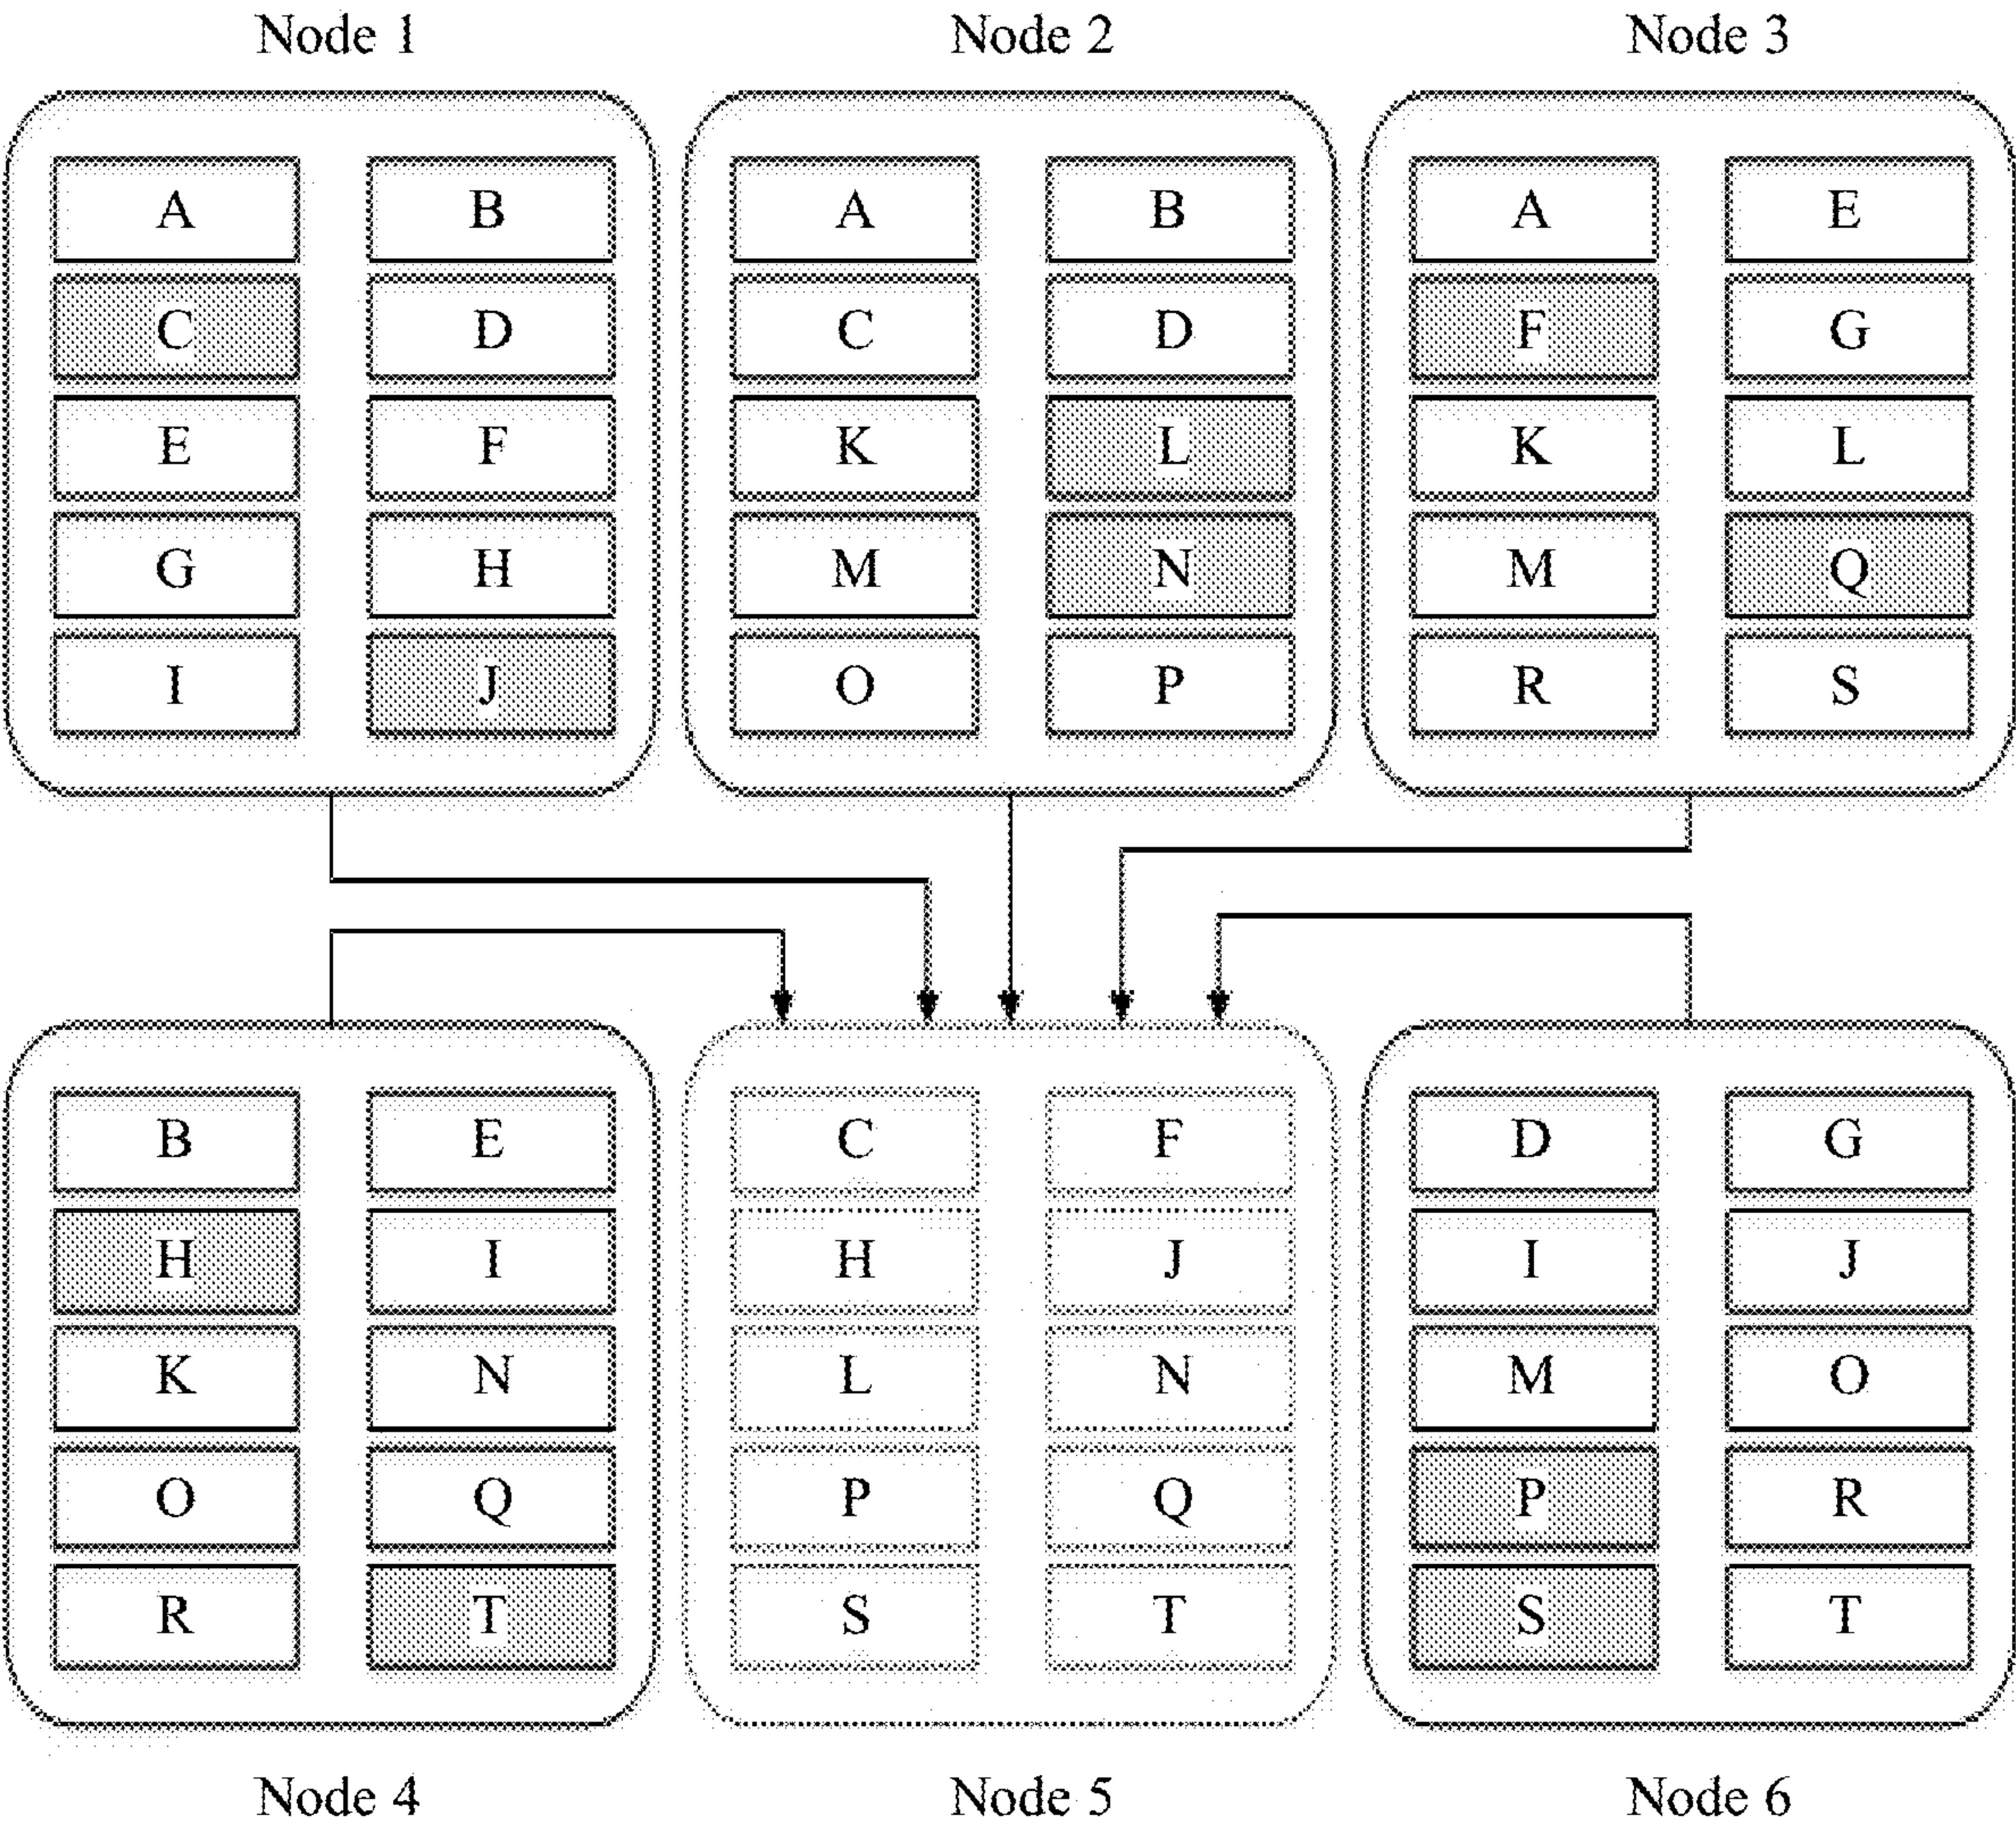 Node 1 Node 2 Node 3
A B A B A E
C D C D F G
E F K L K L
G H M N M Q
I J O P R S
B E C F D G
H I H J I J
K N L N M O
O Q P Q P R
R T S T S T
Node 4 Node 5 Node 6